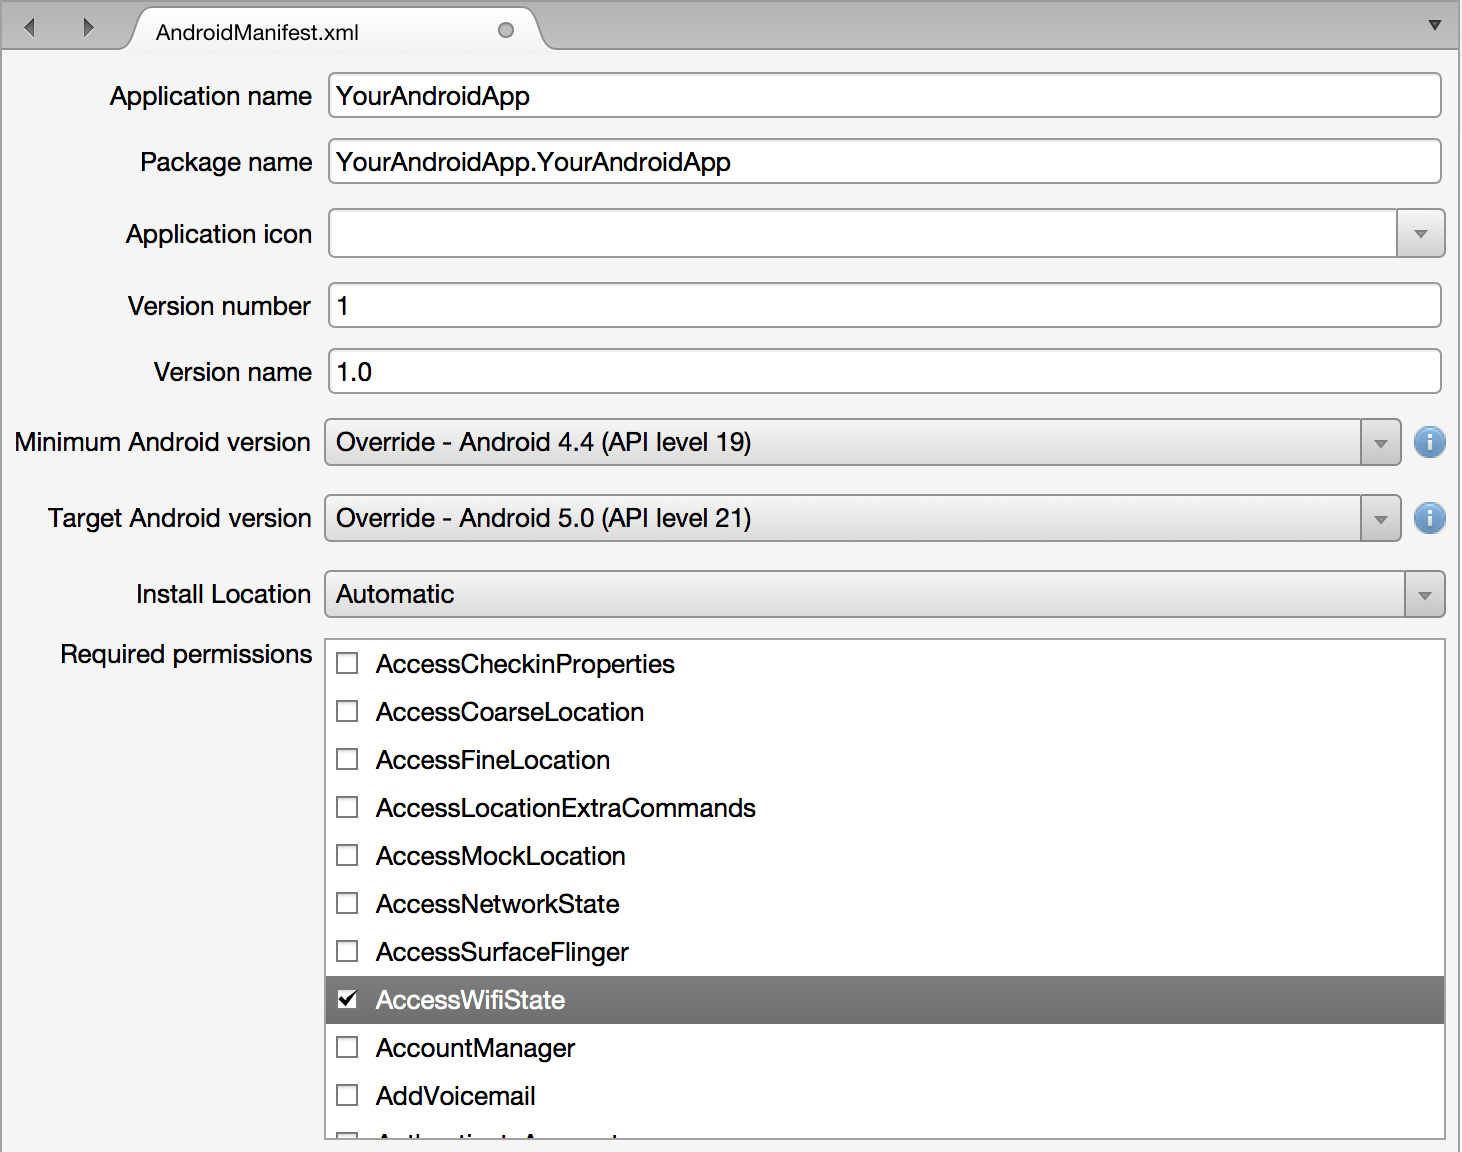 AndroidManifest.xml
Application name YourAndroidApp
Package name YourAndroidApp.YourAndroidApp
Application icon
Version number 1
Version name 1.0
Minimum Android version Override - Android 4.4 (API level 19)
Target Android version Override - Android 5.0 (API level 21)
Install Location Automatic
Required permissions AccessCheckinProperties
AccessCoarseLocation
AccessFineLocation
AccessLocationExtraCommands
AccessMockLocation
AccessNetworkState
AccessSurfaceFlinger
AccessWifiState
AccountManager
AddVoicemail